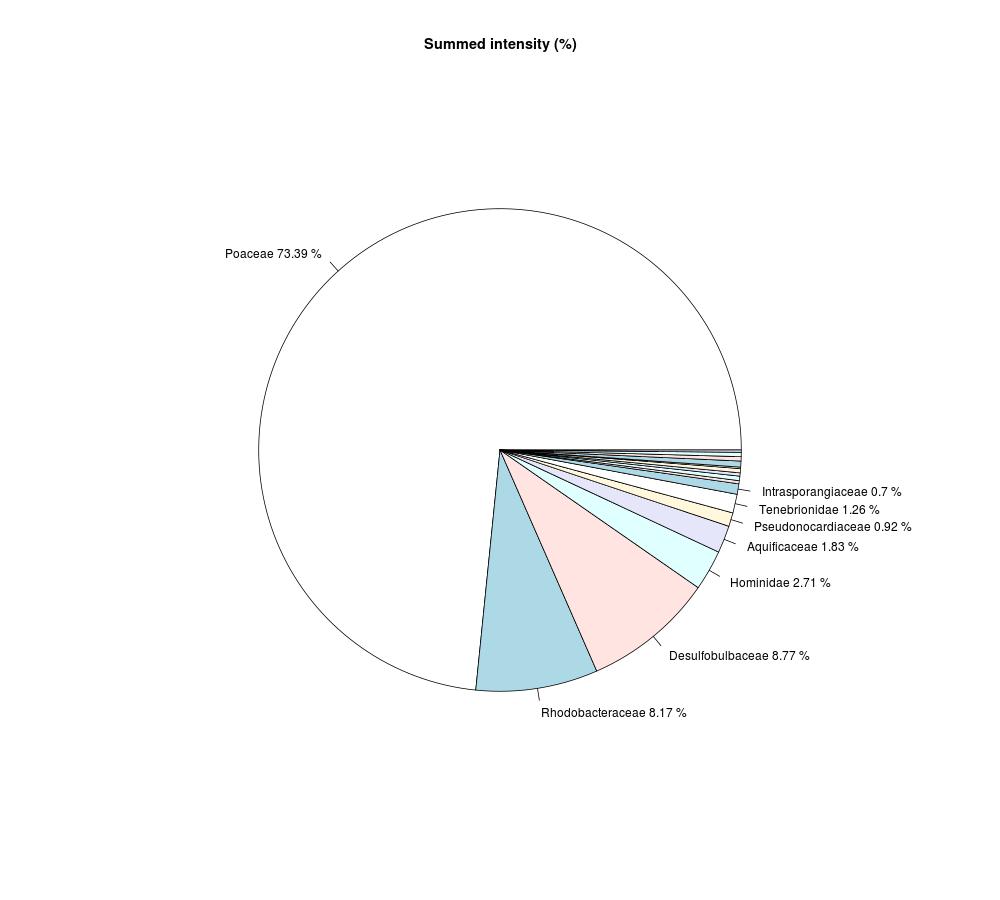 Summed intensity (%)
Poaceae 73.39 %
Intrasporangiaceae 0.7 %
Tenebrionidae 1.26 %
Pseudonocardiaceae 0.92 %
Aquificaceae 1.83 %
Hominidae 2.71 %
Desulfobulbaceae 8.77 %
Rhodobacteraceae 8.17 %